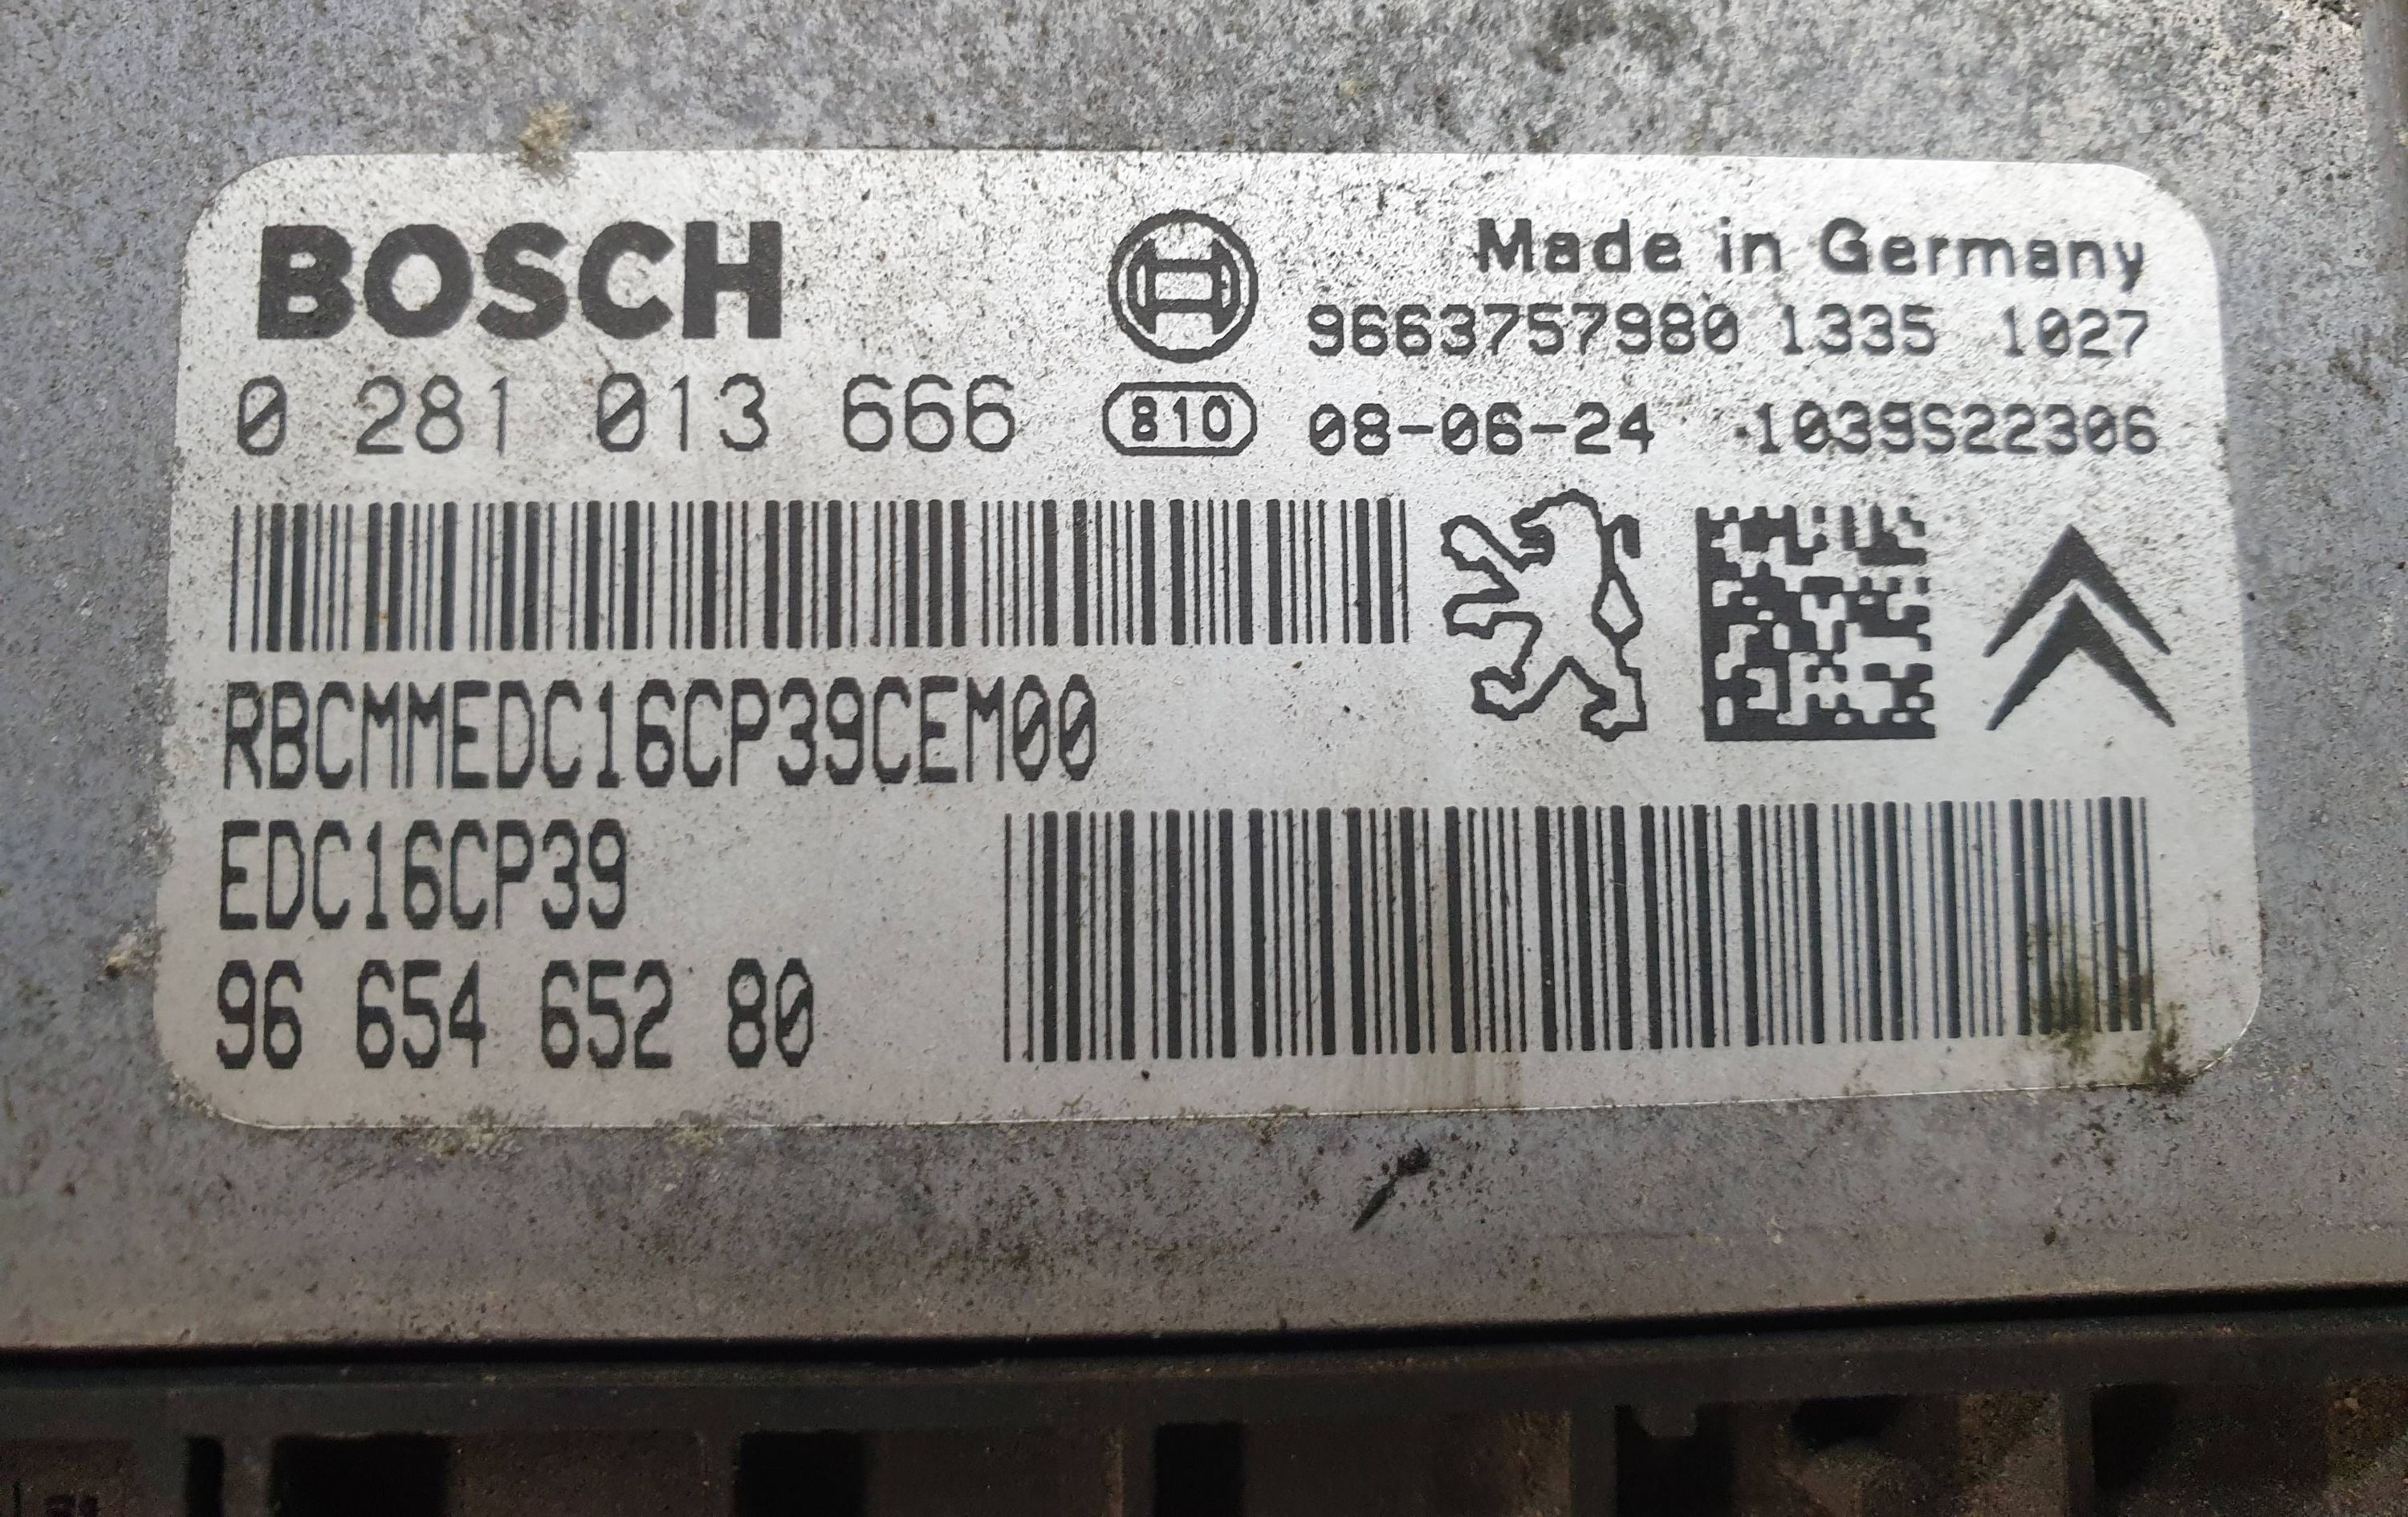 BOSCH
Made in Germany
9663757980 1335 1027
0 281 013 666
810
08-06-24 1039S22306
RBCMMEDC16CP39CEM00
EDC16CP39
96 654 652 80